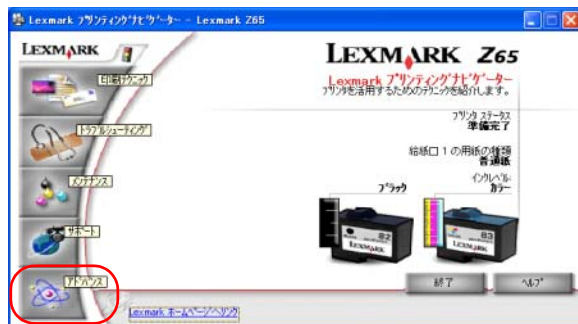 Lexmark プリンティングナビゲーター - Lexmark Z65
LEXMARK
印刷テクニック
トラブルシューティング
メンテナンス
サポート
アドバンス
LEXMARK Z65
Lexmark プリンティングナビゲーター
プリンタを活用するためのテクニックを紹介します。
プリンタ ステータス
準備完了
給紙口 1 の用紙の種類
普通紙
インクレベル:
ブラック
カラー
82
LEXMARK
83
LEXMARK
終了
ヘルプ
Lexmark ホームページへリンク